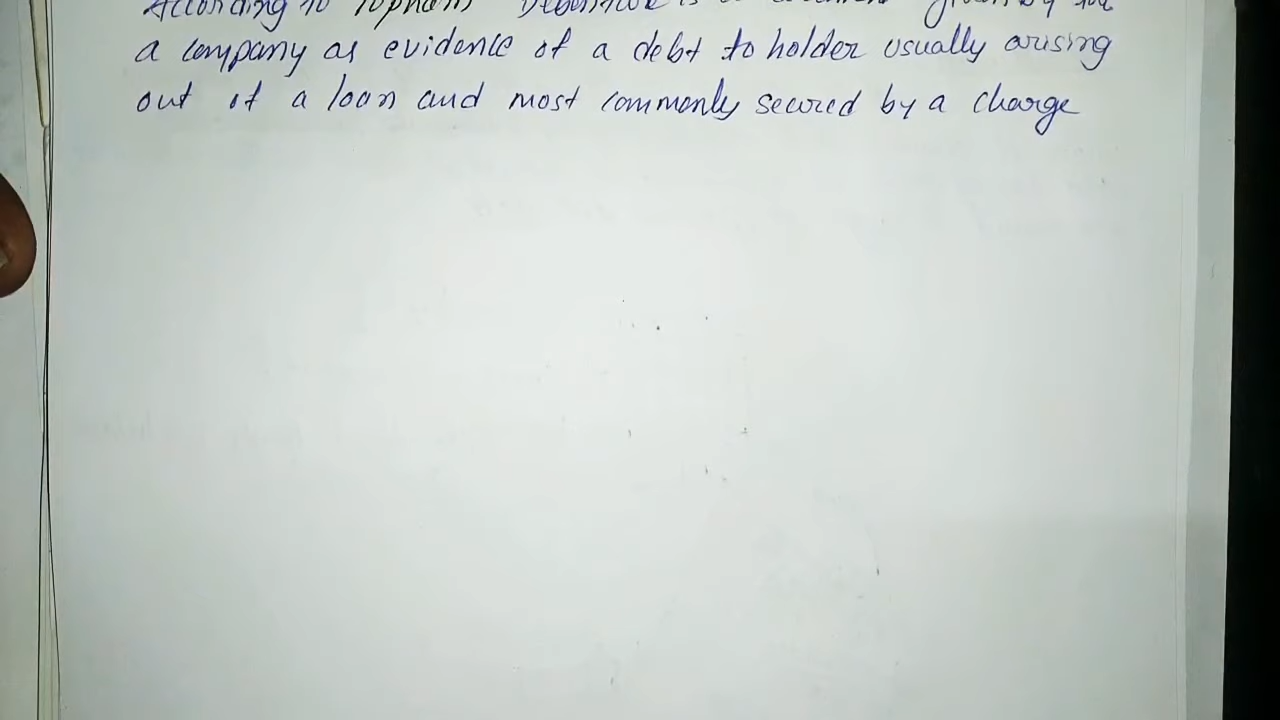 According to Topham Debenture is a document given by the
a company as evidence of a debt to holder usually arising
out of a loan and most commonly secured by a charge